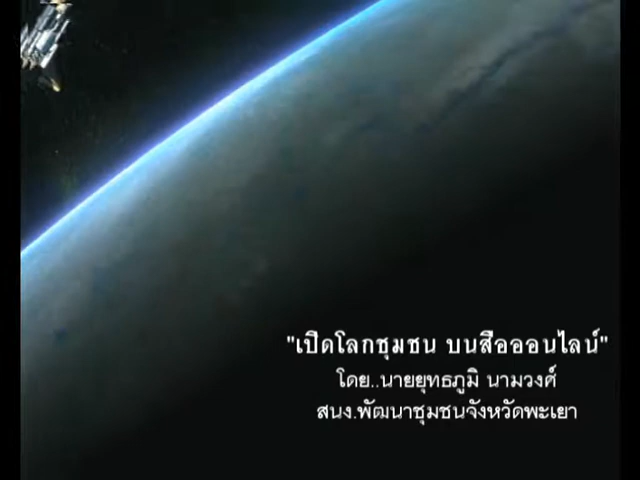 "เปิดโลกชุมชน บนสื่อออนไลน์"
โดย..นายยุทธภูมิ นามวงศ์
สนง.พัฒนาชุมชนจังหวัดพะเยา